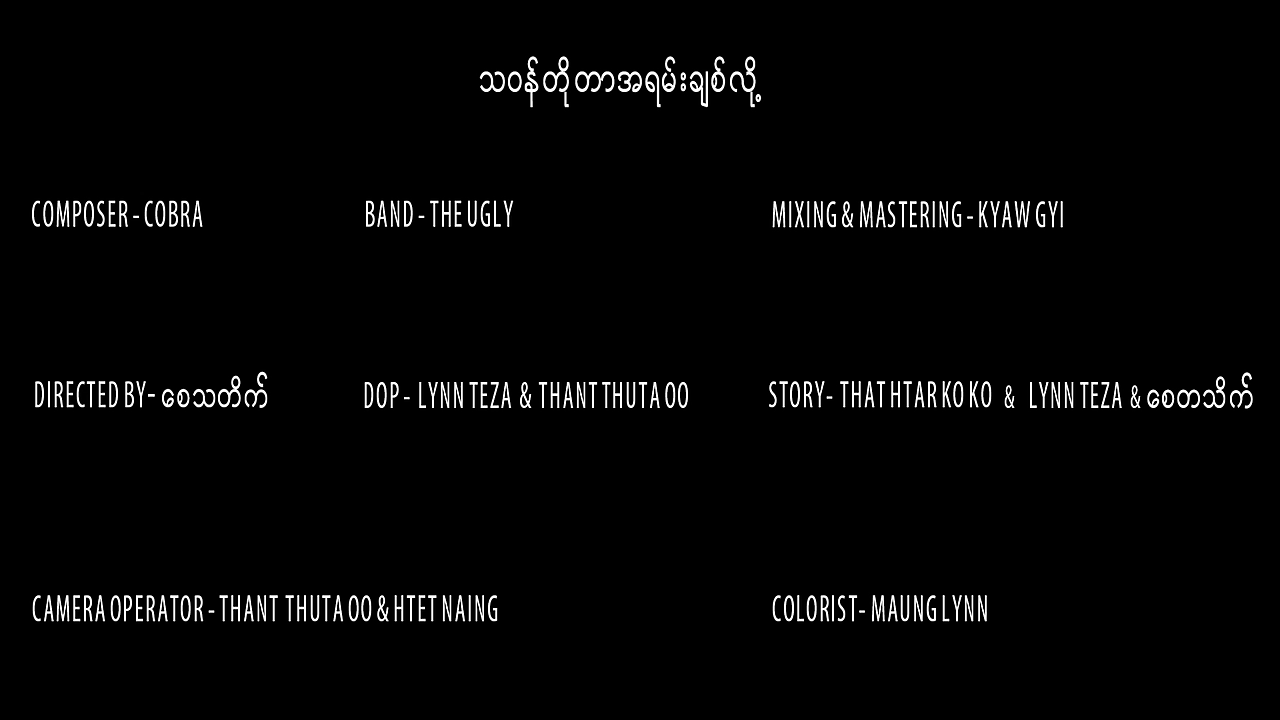 သဝန်တိုတာအရမ်းချစ်လို့
COMPOSER - COBRA BAND - THE UGLY MIXING & MASTERING - KYAW GYI
DIRECTED BY- စေသတိက် DOP - LYNN TEZA & THANT THUTA OO STORY- THAT HTAR KO KO & LYNN TEZA & စေတသိက်
CAMERA OPERATOR - THANT THUTA OO & HTET NAING COLORIST- MAUNG LYNN